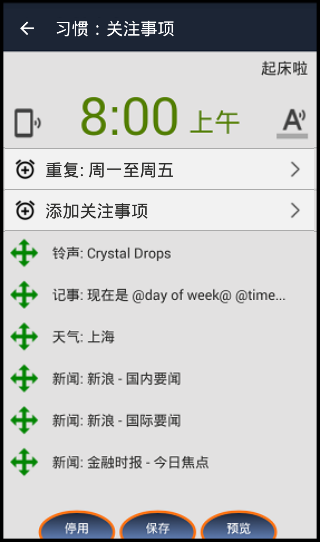 习惯：关注事项
起床啦
8:00 上午
A
重复: 周一至周五
添加关注事项
铃声: Crystal Drops
记事: 现在是 @day of week@ @time...
天气: 上海
新闻: 新浪 - 国内要闻
新闻: 新浪 - 国际要闻
新闻: 金融时报 - 今日焦点
停用 保存 预览